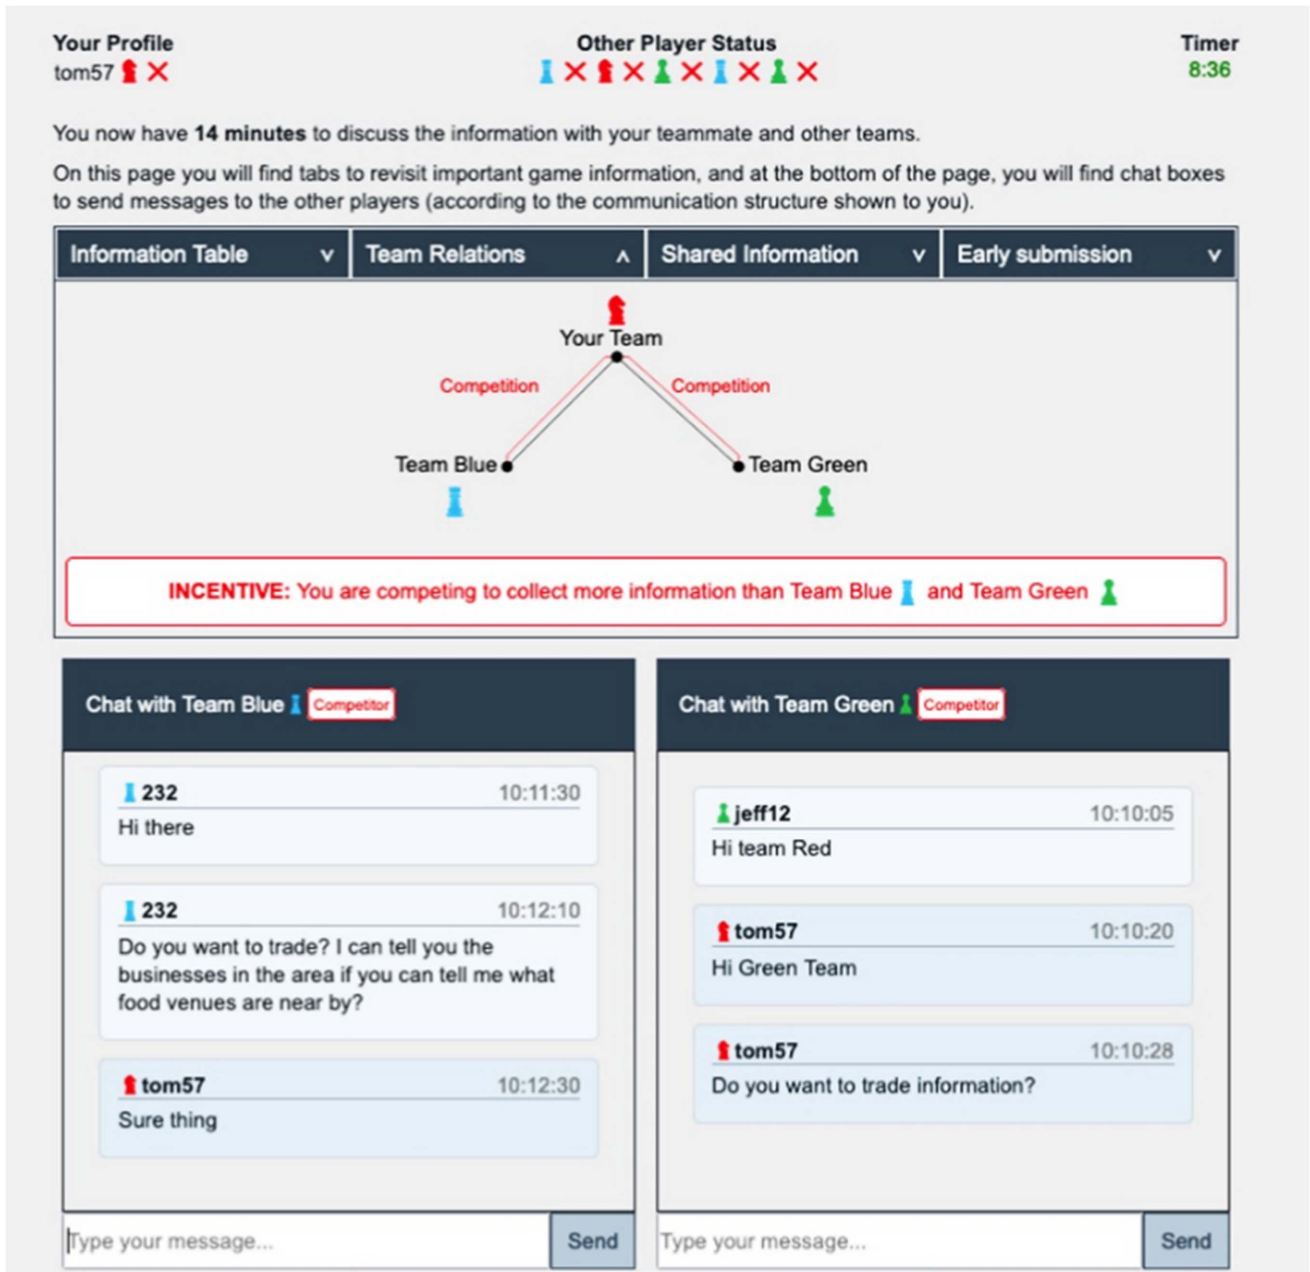 Your Profile
Other Player Status
Timer
tom57
8:36
You now have 14 minutes to discuss the information with your teammate and other teams.
On this page you will find tabs to revisit important game information, and at the bottom of the page, you will find chat boxes
to send messages to the other players (according to the communication structure shown to you).
Information Table
Team Relations
Shared Information
Early submission
Your Team
Competition
Competition
Team Blue
Team Green
INCENTIVE: You are competing to collect more information than Team Blue and Team Green
Chat with Team Blue Competitor
232 10:11:30
Hi there
232 10:12:10
Do you want to trade? I can tell you the
businesses in the area if you can tell me what
food venues are near by?
tom57 10:12:30
Sure thing
Type your message...
Send
Chat with Team Green Competitor
jeff12 10:10:05
Hi team Red
tom57 10:10:20
Hi Green Team
tom57 10:10:28
Do you want to trade information?
Type your message...
Send